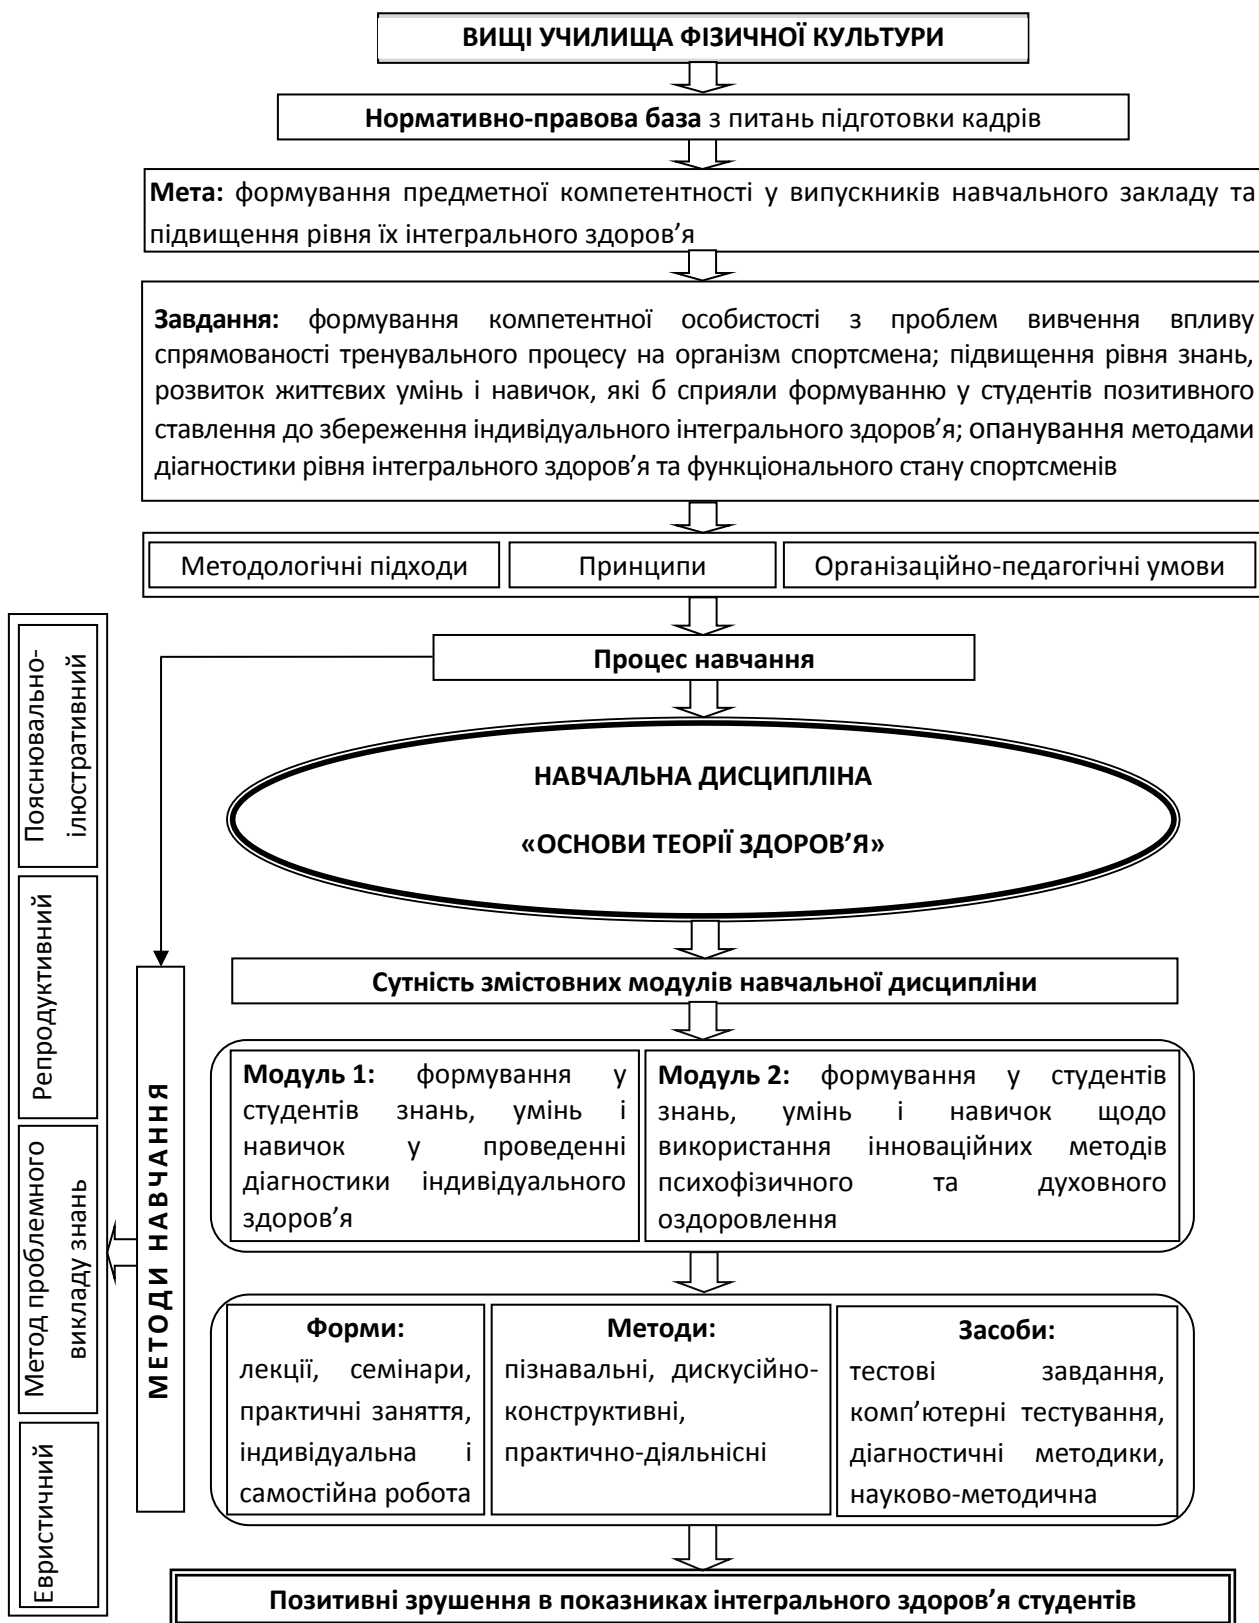 ВИЩІ УЧИЛИЩА ФІЗИЧНОЇ КУЛЬТУРИ
Нормативно-правова база з питань підготовки кадрів
Мета: формування предметної компетентності у випускників навчального закладу та
підвищення рівня їх інтегрального здоров’я
Завдання: формування компетентної особистості з проблем вивчення впливу
спрямованості тренувального процесу на організм спортсмена; підвищення рівня знань,
розвиток життєвих умінь і навичок, які б сприяли формуванню у студентів позитивного
ставлення до збереження індивідуального інтегрального здоров’я; опанування методами
діагностики рівня інтегрального здоров’я та функціонального стану спортсменів
Методологічні підходи
Принципи
Організаційно-педагогічні умови
Процес навчання
НАВЧАЛЬНА ДИСЦИПЛІНА
«ОСНОВИ ТЕОРІЇ ЗДОРОВ’Я»
Сутність змістовних модулів навчальної дисципліни
Модуль 1: формування у
студентів знань, умінь і
навичок у проведенні
діагностики індивідуального
здоров’я
Модуль 2: формування у студентів
знань, умінь і навичок щодо
використання інноваційних методів
психофізичного та духовного
оздоровлення
Форми:
лекції, семінари,
практичні заняття,
індивідуальна і
самостійна робота
Методи:
пізнавальні, дискусійно-
конструктивні,
практично-діяльнісні
Засоби:
тестові завдання,
комп’ютерні тестування,
діагностичні методики,
науково-методична
Позитивні зрушення в показниках інтегрального здоров’я студентів
МЕТОДИ НАВЧАННЯ
Пояснювально-
ілюстративний
Репродуктивний
Метод проблемного
викладу знань
Евристичний